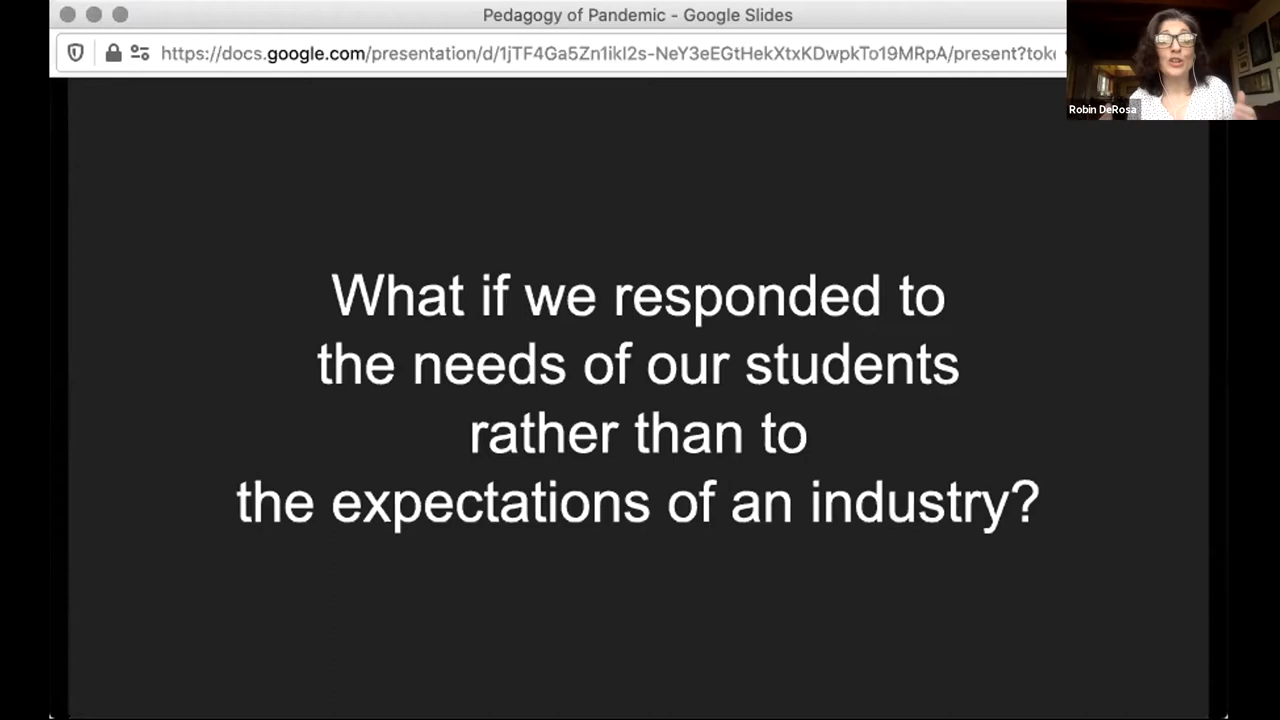 Pedagogy of Pandemic - Google Slides
https://docs.google.com/presentation/d/1jTF4Ga5Zn1ikI2s-NeY3eEGtHekXtxKDwpkTo19MRpA/present?toke
Robin DeRosa
What if we responded to
the needs of our students
rather than to
the expectations of an industry?